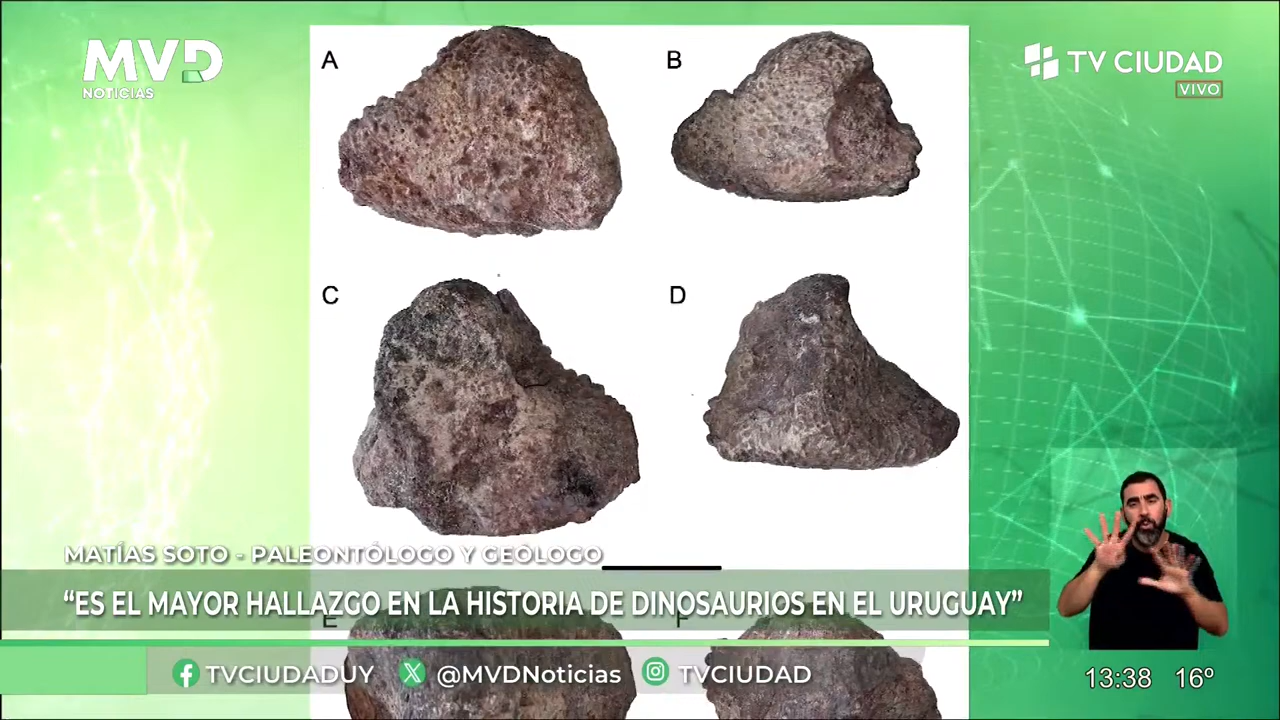 MVD
NOTICIAS
TV CIUDAD
VIVO
A
B
C
D
MATÍAS SOTO - PALEONTÓLOGO Y GEÓLOGO
“ES EL MAYOR HALLAZGO EN LA HISTORIA DE DINOSAURIOS EN EL URUGUAY”
E
F
TVCIUDADUY
@MVDNoticias
TVCIUDAD
13:38 16º